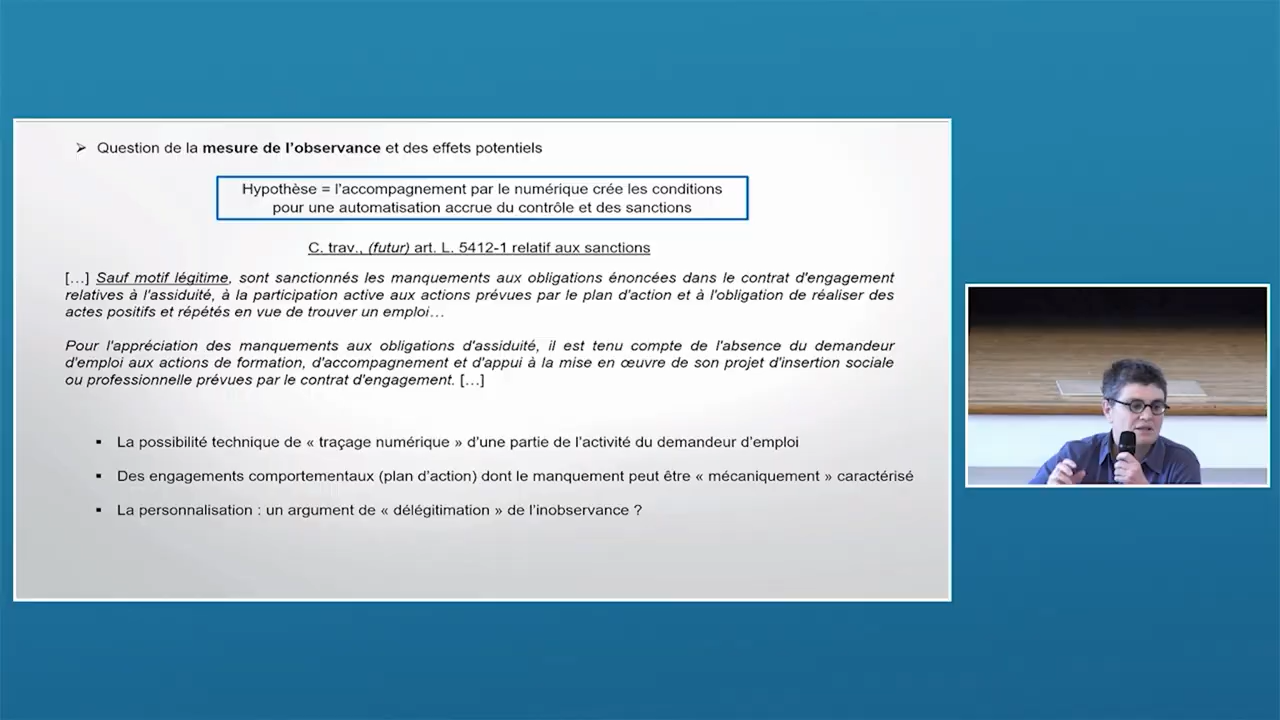 ➢ Question de la mesure de l'observance et des effets potentiels
Hypothèse = l'accompagnement par le numérique crée les conditions
pour une automatisation accrue du contrôle et des sanctions
C. trav., (futur) art. L. 5412-1 relatif aux sanctions
[…] Sauf motif légitime, sont sanctionnés les manquements aux obligations énoncées dans le contrat d'engagement
relatives à l'assiduité, à la participation active aux actions prévues par le plan d'action et à l'obligation de réaliser des
actes positifs et répétés en vue de trouver un emploi…
Pour l'appréciation des manquements aux obligations d'assiduité, il est tenu compte de l'absence du demandeur
d'emploi aux actions de formation, d'accompagnement et d'appui à la mise en œuvre de son projet d'insertion sociale
ou professionnelle prévues par le contrat d'engagement. […]
▪ La possibilité technique de « traçage numérique » d'une partie de l'activité du demandeur d'emploi
▪ Des engagements comportementaux (plan d'action) dont le manquement peut être « mécaniquement » caractérisé
▪ La personnalisation : un argument de « délégitimation » de l'inobservance ?